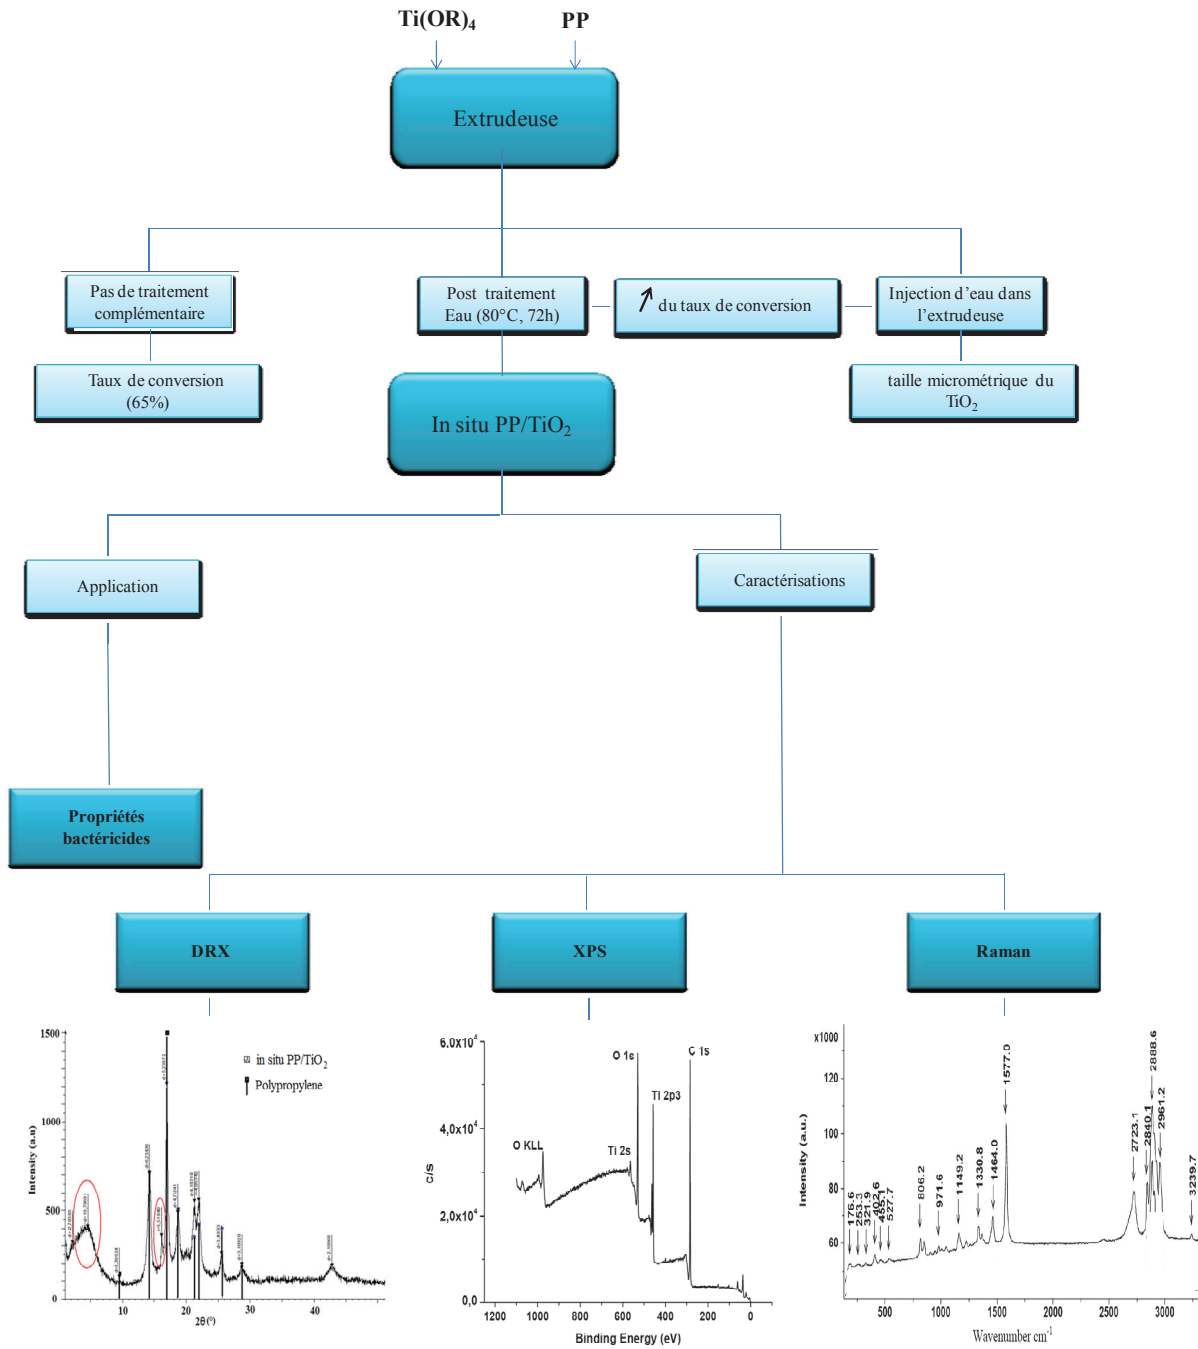 Ti(OR)4 PP
Extrudeuse
Pas de traitement
complémentaire
Post traitement
Eau (80°C, 72h)
du taux de conversion
Injection d'eau dans
l'extrudeuse
Taux de conversion
(65%)
In situ PP/TiO2
taille micrométrique du
TiO2
Application
Caractérisations
Propriétés
bactéricides
DRX
XPS
Raman
1500
1000
500
0
Intensity (a.u)
in situ PP/TiO2
Polypropylene
10 20 30 40
2θ (°)
6,0x10⁴
4,0x10⁴
2,0x10⁴
0,0
C/S
O KLL
Ti 2s
O 1s
TI 2p3
C 1s
1200 1000 800 600 400 200 0
Binding Energy (eV)
x1000
120
100
80
60
Intensity (a.u.)
176.6
253.3
321.9
402.6
455.1
527.7
806.2
971.6
1149.2
1330.8
1464.0
1577.0
2723.1
2840.1
2888.6
2961.2
3239.7
500 1000 1500 2000 2500 3000
Wavenumber cm⁻¹